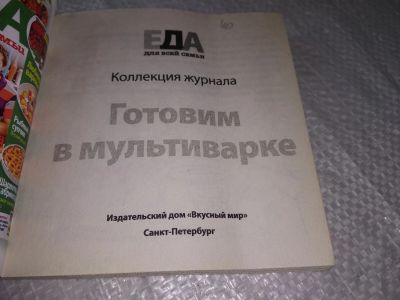 ЕДА
ДЛЯ ВСЕЙ СЕМЬИ
Коллекция журнала
Готовим
в мультиварке
Издательский дом «Вкусный мир»
Санкт-Петербург